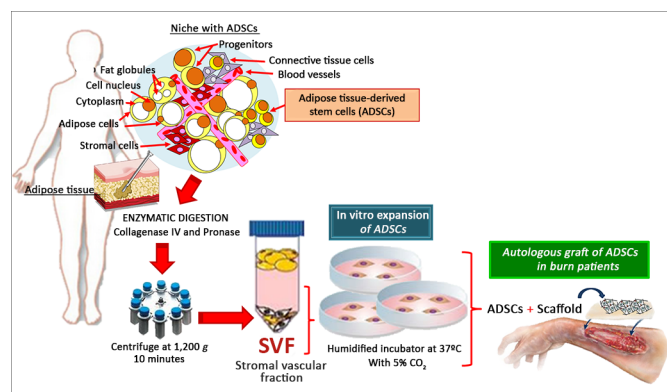 Niche with ADSCs
Progenitors
Connective tissue cells
Blood vessels
Fat globules
Cell nucleus
Cytoplasm
Adipose cells
Stromal cells
Adipose tissue-derived
stem cells (ADSCs)
Adipose tissue
ENZYMATIC DIGESTION
Collagenase IV and Pronase
Centrifuge at 1,200 g
10 minutes
SVF
Stromal vascular
fraction
In vitro expansion
of ADSCs
Humidified incubator at 37ºC
With 5% CO₂
Autologous graft of ADSCs
in burn patients
ADSCs + Scaffold